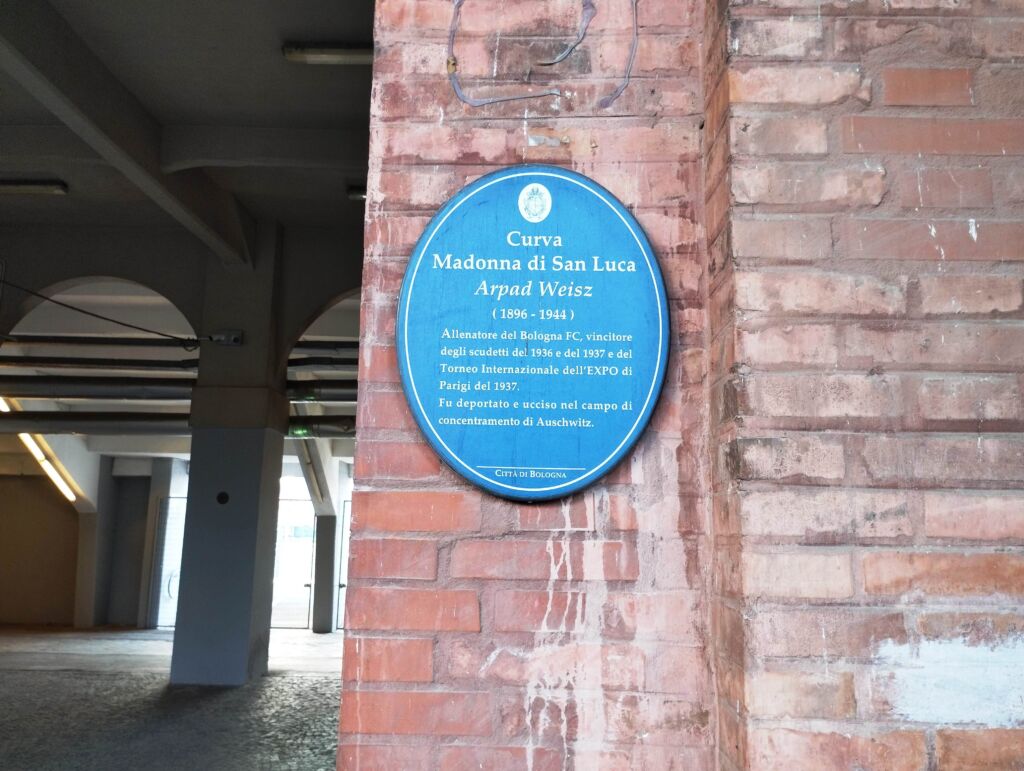 Curva
Madonna di San Luca
Arpad Weisz
( 1896 - 1944 )
Allenatore del Bologna FC, vincitore
degli scudetti del 1936 e del 1937 e del
Torneo Internazionale dell'EXPO di
Parigi del 1937.
Fu deportato e ucciso nel campo di
concentramento di Auschwitz.
CITTÀ DI BOLOGNA